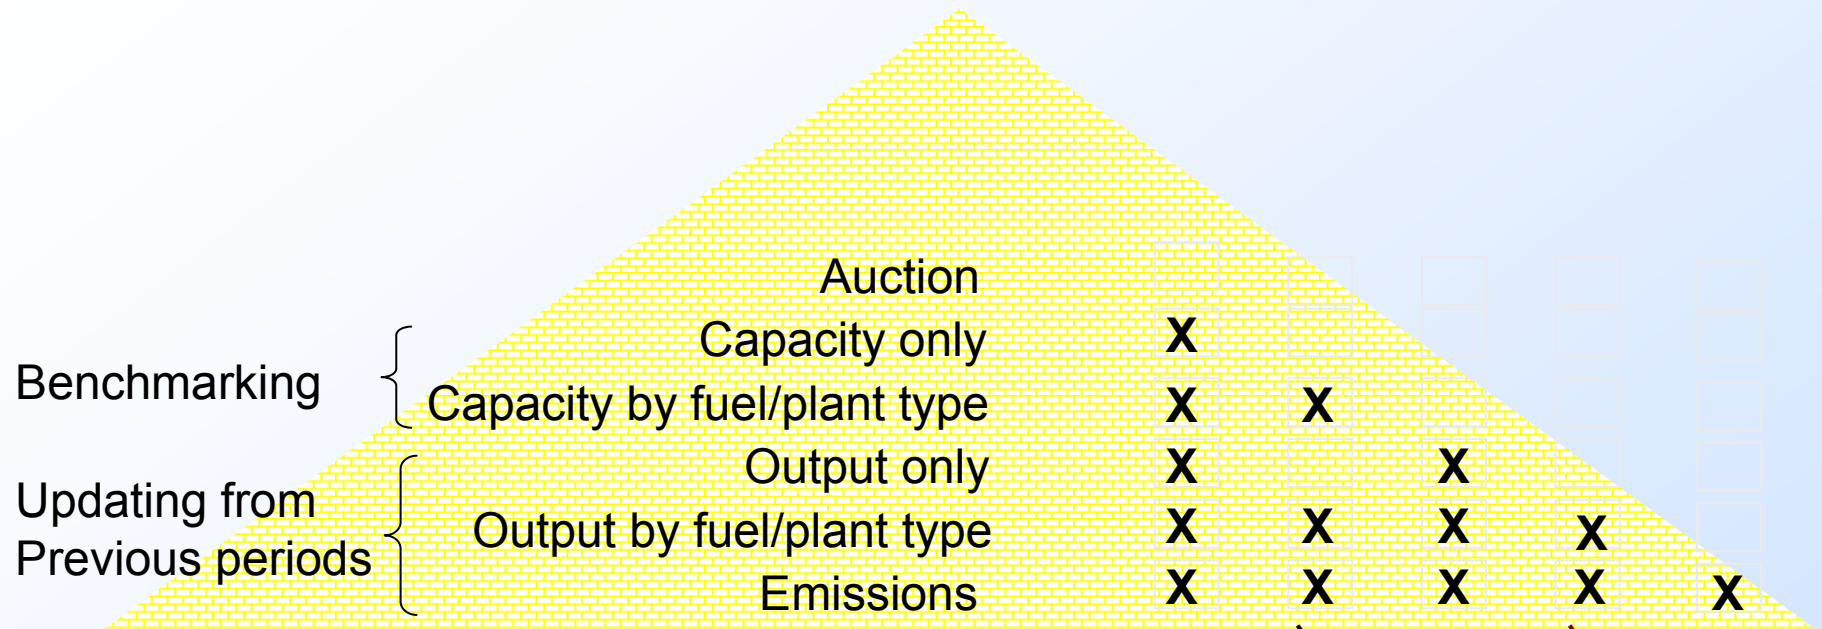 Auction
Capacity only X
Benchmarking
Capacity by fuel/plant type X X
Output only X X
Updating from
Previous periods
Output by fuel/plant type X X X X
Emissions X X X X X